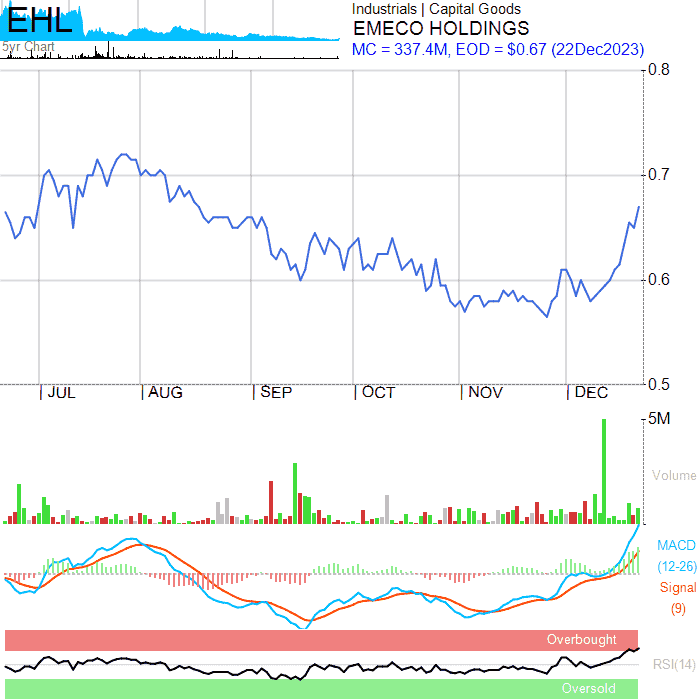 EHL
5yr Chart
Industrials | Capital Goods
EMECO HOLDINGS
MC = 337.4M, EOD = $0.67 (22Dec2023)
0.8
0.7
0.6
0.5
| JUL | AUG | SEP | OCT | NOV | DEC
5M
Volume
MACD
(12-26)
Signal
(9)
Overbought
RSI(14)
Oversold